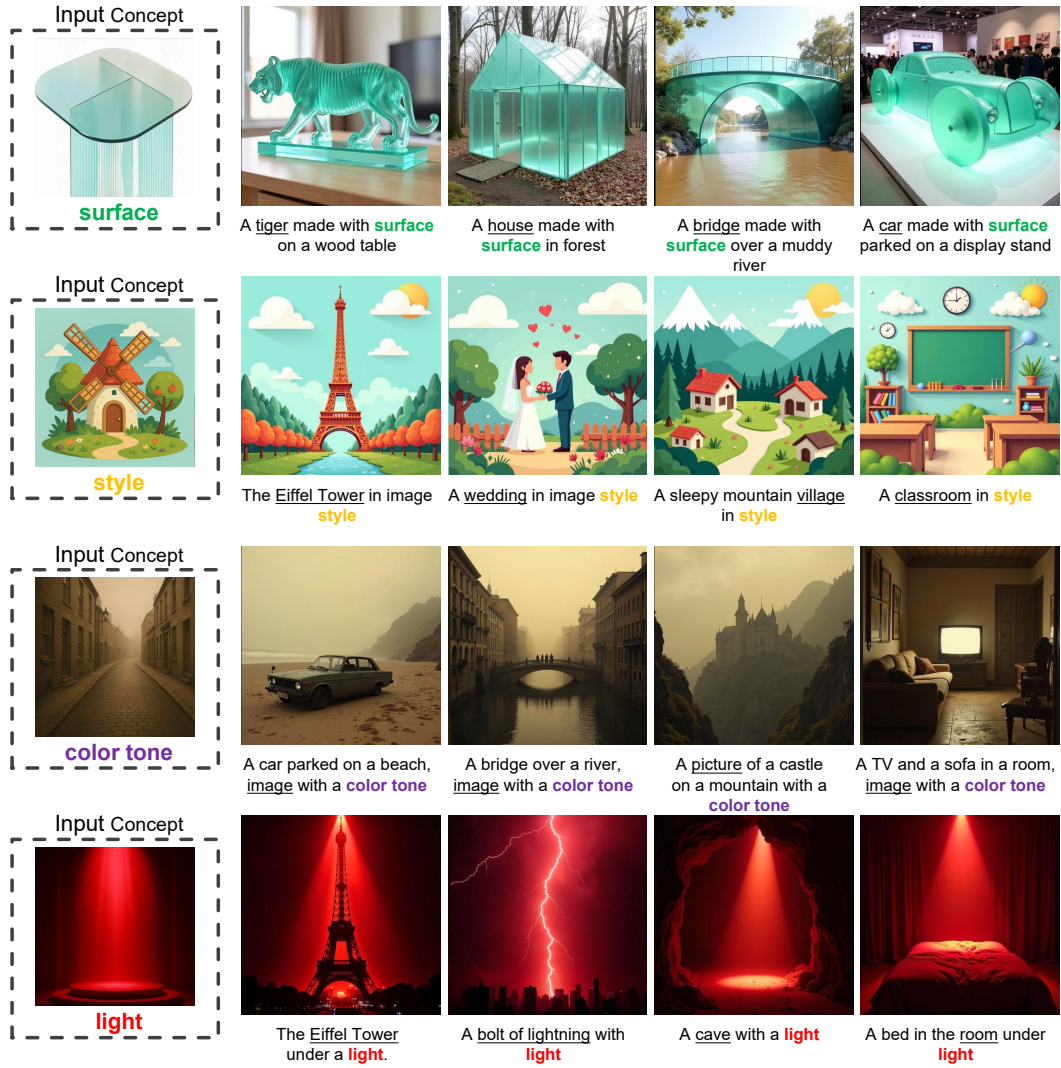 Input Concept
surface
A tiger made with surface
on a wood table
A house made with
surface in forest
A bridge made with
surface over a muddy
river
A car made with surface
parked on a display stand
Input Concept
style
The Eiffel Tower in image
style
A wedding in image style
A sleepy mountain village
in style
A classroom in style
Input Concept
color tone
A car parked on a beach,
image with a color tone
A bridge over a river,
image with a color tone
A picture of a castle
on a mountain with a
color tone
A TV and a sofa in a room,
image with a color tone
Input Concept
light
The Eiffel Tower
under a light.
A bolt of lightning with
light
A cave with a light
A bed in the room under
light